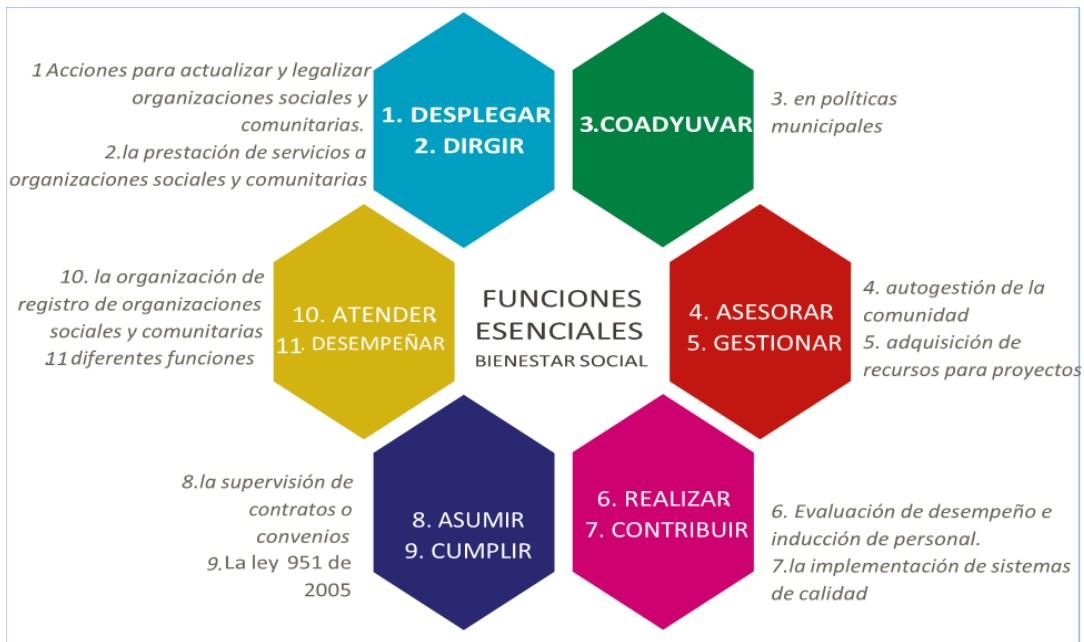 1 Acciones para actualizar y legalizar
organizaciones sociales y
comunitarias.
2.la prestación de servicios a
organizaciones sociales y comunitarias
1. DESPLEGAR
2. DIRGIR
3.COADYUVAR
3. en políticas
municipales
10. la organización de
registro de organizaciones
sociales y comunitarias
11 diferentes funciones
10. ATENDER
11. DESEMPEÑAR
FUNCIONES
ESENCIALES
BIENESTAR SOCIAL
4. ASESORAR
5. GESTIONAR
4. autogestión de la
comunidad
5. adquisición de
recursos para proyectos
8.la supervisión de
contratos o
convenios
9.La ley 951 de
2005
8. ASUMIR
9. CUMPLIR
6. REALIZAR
7. CONTRIBUIR
6. Evaluación de desempeño e
inducción de personal.
7.la implementación de sistemas
de calidad